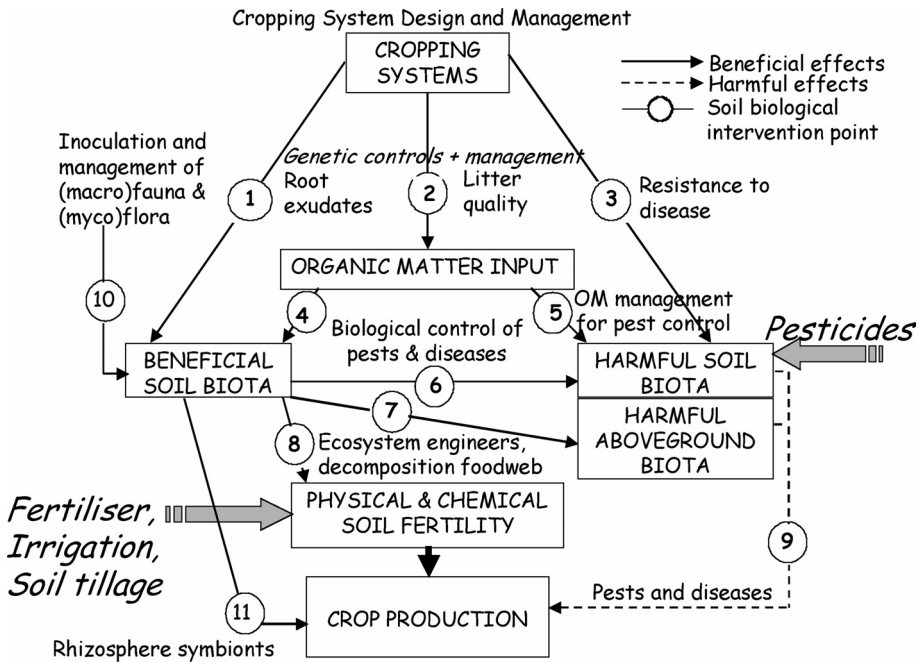 Cropping System Design and Management
CROPPING
SYSTEMS
Beneficial effects
Harmful effects
Soil biological
intervention point
Inoculation and
management of
(macro)fauna &
(myco)flora
Genetic controls + management
1
Root
exudates
2
Litter
quality
3
Resistance to
disease
ORGANIC MATTER INPUT
10
4
5
OM management
for pest control
Biological control of
pests & diseases
Pesticides
BENEFICIAL
SOIL BIOTA
HARMFUL SOIL
BIOTA
6
7
HARMFUL
ABOVEGROUND
BIOTA
8
Ecosystem engineers,
decomposition foodweb
PHYSICAL & CHEMICAL
SOIL FERTILITY
Fertiliser,
Irrigation,
Soil tillage
9
Pests and diseases
11
CROP PRODUCTION
Rhizosphere symbionts